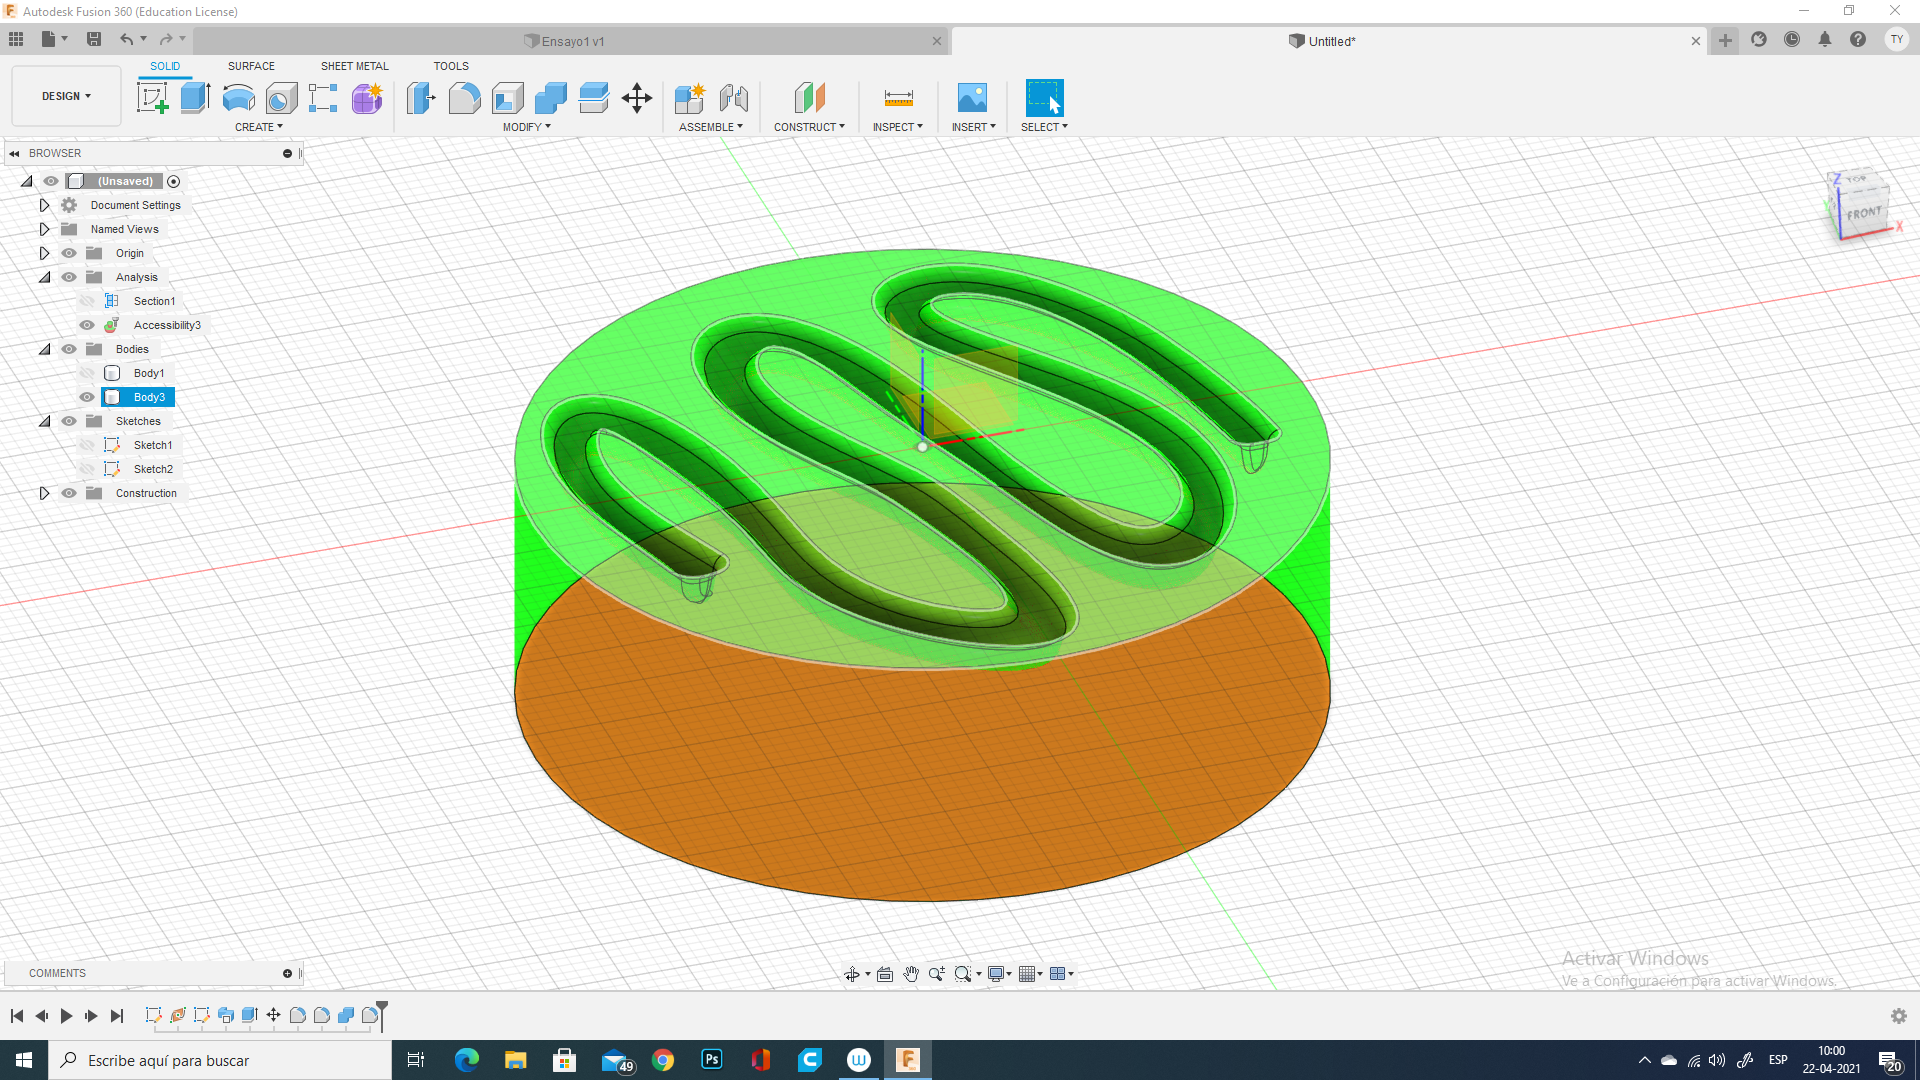 Autodesk Fusion 360 (Education License)
Ensayo1 v1
Untitled*
TY
SOLID
SURFACE
SHEET METAL
TOOLS
DESIGN
CREATE
MODIFY
ASSEMBLE
CONSTRUCT
INSPECT
INSERT
SELECT
BROWSER
(Unsaved)
Document Settings
Named Views
Origin
Analysis
Section1
Accessibility3
Bodies
Body1
Body3
Sketches
Sketch1
Sketch2
Construction
Z
TOP
FRONT
X
COMMENTS
Activar Windows
Ve a Configuración para activar Windows.
Escribe aquí para buscar
49
Ps
W
F
ESP
10:00
22-04-2021
20